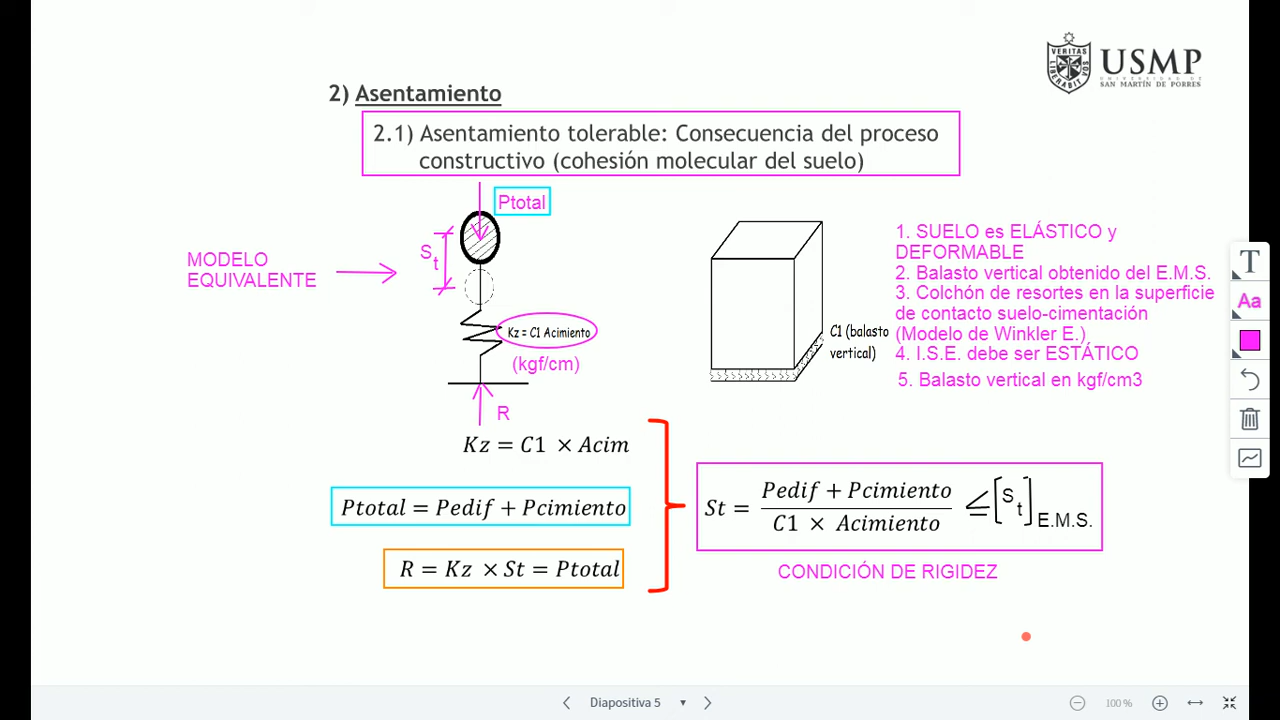 VERITAS
LIBERABIT
VOS
USMP
UNIVERSIDAD DE
SAN MARTÍN DE PORRES
2) Asentamiento
2.1) Asentamiento tolerable: Consecuencia del proceso
constructivo (cohesión molecular del suelo)
Ptotal
St
MODELO
EQUIVALENTE
Kz = C1 Acimiento
(kgf/cm)
R
C1 (balasto
vertical)
1. SUELO es ELÁSTICO y
DEFORMABLE
2. Balasto vertical obtenido del E.M.S.
3. Colchón de resortes en la superficie
de contacto suelo-cimentación
(Modelo de Winkler E.)
4. I.S.E. debe ser ESTÁTICO
5. Balasto vertical en kgf/cm3
Kz = C1 × Acim
Ptotal = Pedif + Pcimiento
R = Kz × St = Ptotal
St = (Pedif + Pcimiento) / (C1 × Acimiento) ≤ [St] E.M.S.
CONDICIÓN DE RIGIDEZ
T
Aa
Diapositiva 5
100 %